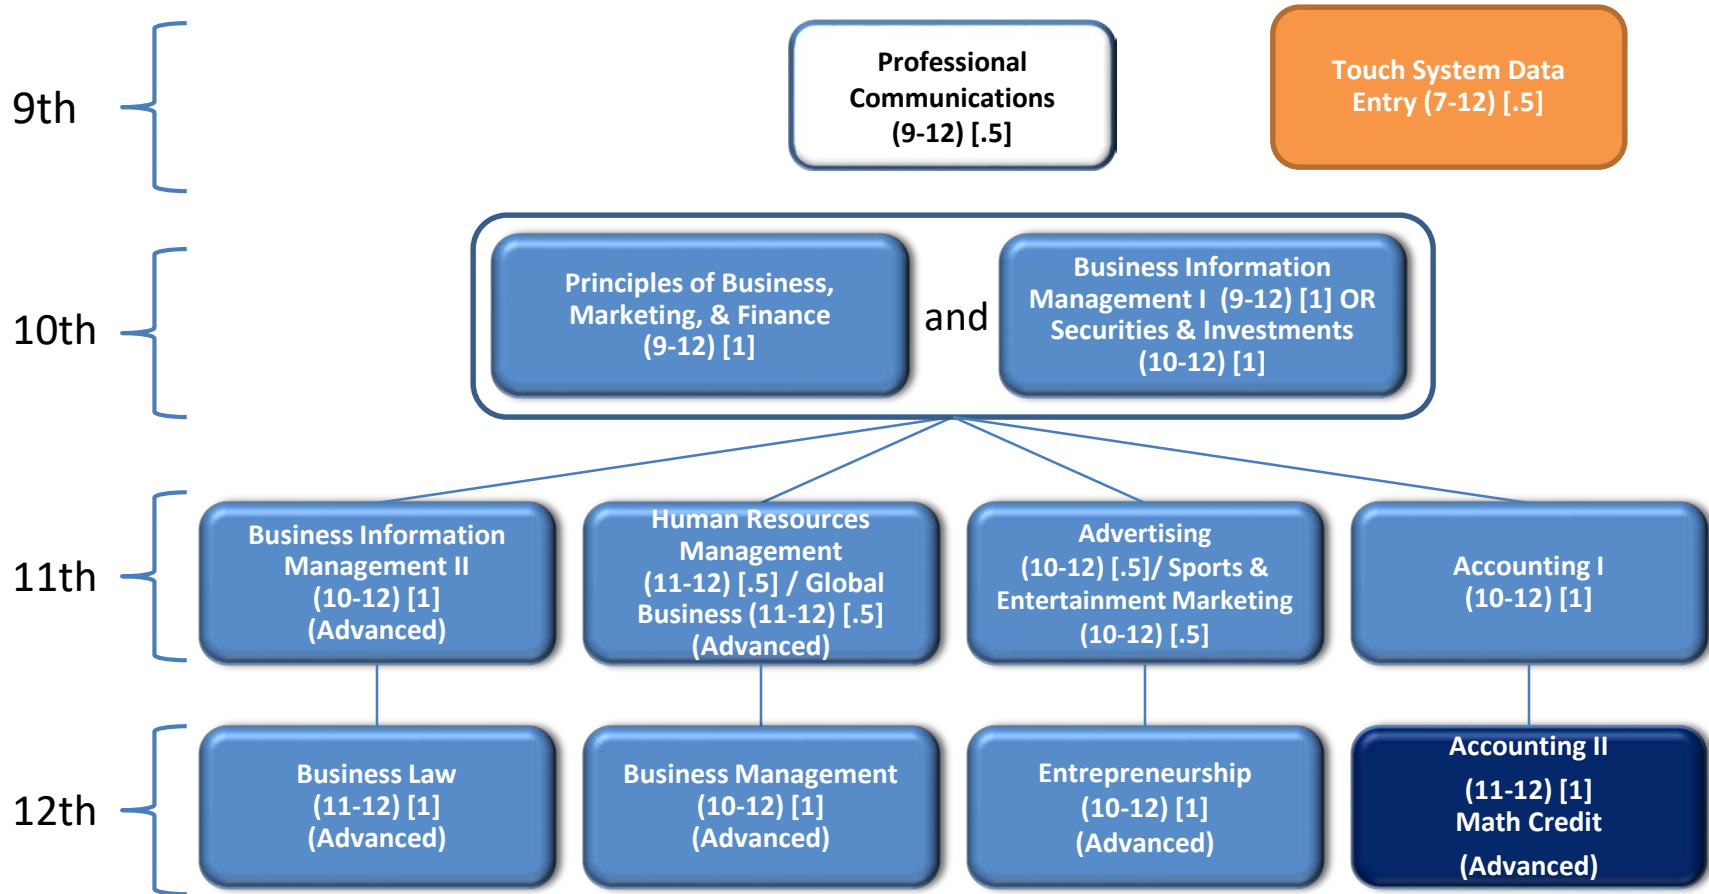 9th
Professional
Communications
(9-12) [.5]
Touch System Data
Entry (7-12) [.5]
10th
Principles of Business,
Marketing, & Finance
(9-12) [1]
and
Business Information
Management I (9-12) [1] OR
Securities & Investments
(10-12) [1]
11th
Business Information
Management II
(10-12) [1]
(Advanced)
Human Resources
Management
(11-12) [.5] / Global
Business (11-12) [.5]
(Advanced)
Advertising
(10-12) [.5]/ Sports &
Entertainment Marketing
(10-12) [.5]
Accounting I
(10-12) [1]
12th
Business Law
(11-12) [1]
(Advanced)
Business Management
(10-12) [1]
(Advanced)
Entrepreneurship
(10-12) [1]
(Advanced)
Accounting II
(11-12) [1]
Math Credit
(Advanced)